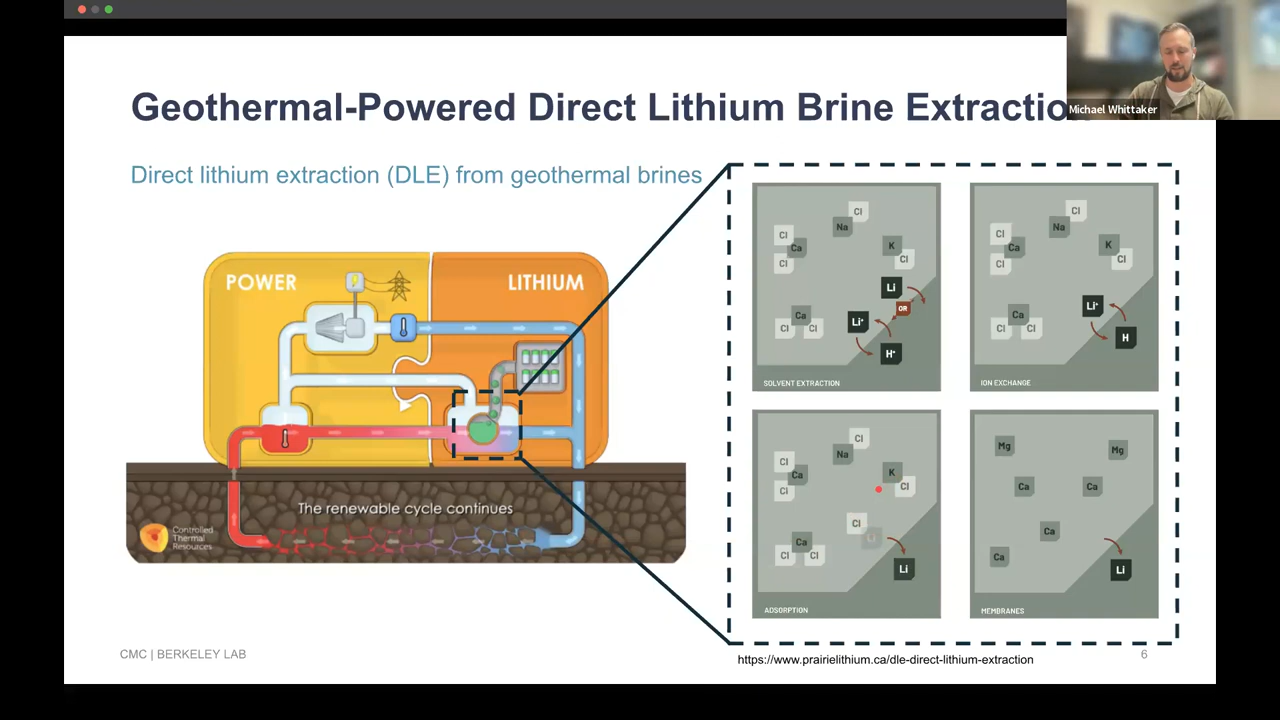 Geothermal-Powered Direct Lithium Brine Extraction
Michael Whittaker
Direct lithium extraction (DLE) from geothermal brines
POWER
LITHIUM
The renewable cycle continues
Controlled
Thermal
Resources
Cl
Na
Cl
Ca
K
Cl
Cl
Li
OR
Ca
Li⁺
Cl
Cl
H⁺
SOLVENT EXTRACTION
Cl
Na
Cl
Ca
K
Cl
Cl
Li⁺
Ca
Cl
Cl
H
ION EXCHANGE
Cl
Na
Cl
Ca
K
Cl
Cl
Cl
Li
Ca
Cl
Cl
Li
ADSORPTION
Mg
Mg
Ca
Ca
Ca
Ca
Li
MEMBRANES
CMC | BERKELEY LAB
https://www.prairielithium.ca/dle-direct-lithium-extraction
6